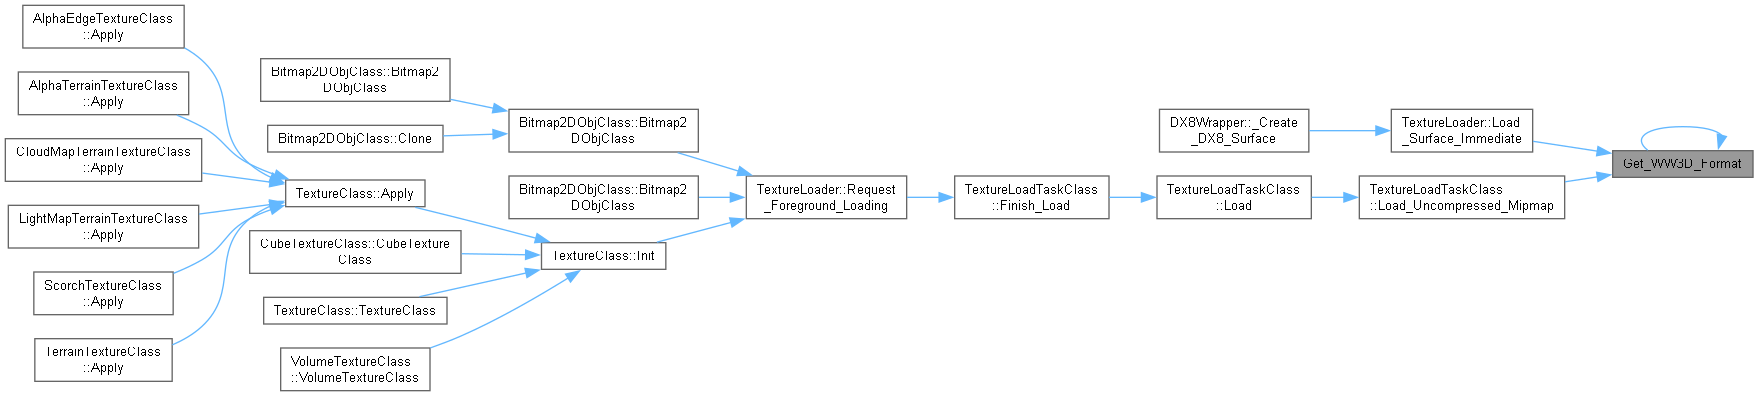 AlphaEdgeTextureClass
::Apply
AlphaTerrainTextureClass
::Apply
CloudMapTerrainTextureClass
::Apply
LightMapTerrainTextureClass
::Apply
ScorchTextureClass
::Apply
TerrainTextureClass
::Apply
Bitmap2DObjClass::Bitmap2
DObjClass
Bitmap2DObjClass::Clone
TextureClass::Apply
CubeTextureClass::CubeTexture
Class
TextureClass::TextureClass
VolumeTextureClass
::VolumeTextureClass
Bitmap2DObjClass::Bitmap2
DObjClass
Bitmap2DObjClass::Bitmap2
DObjClass
TextureClass::Init
TextureLoader::Request
_Foreground_Loading
TextureLoadTaskClass
::Finish_Load
DX8Wrapper::_Create
_DX8_Surface
TextureLoadTaskClass
::Load
TextureLoader::Load
_Surface_Immediate
TextureLoadTaskClass
::Load_Uncompressed_Mipmap
Get_WW3D_Format